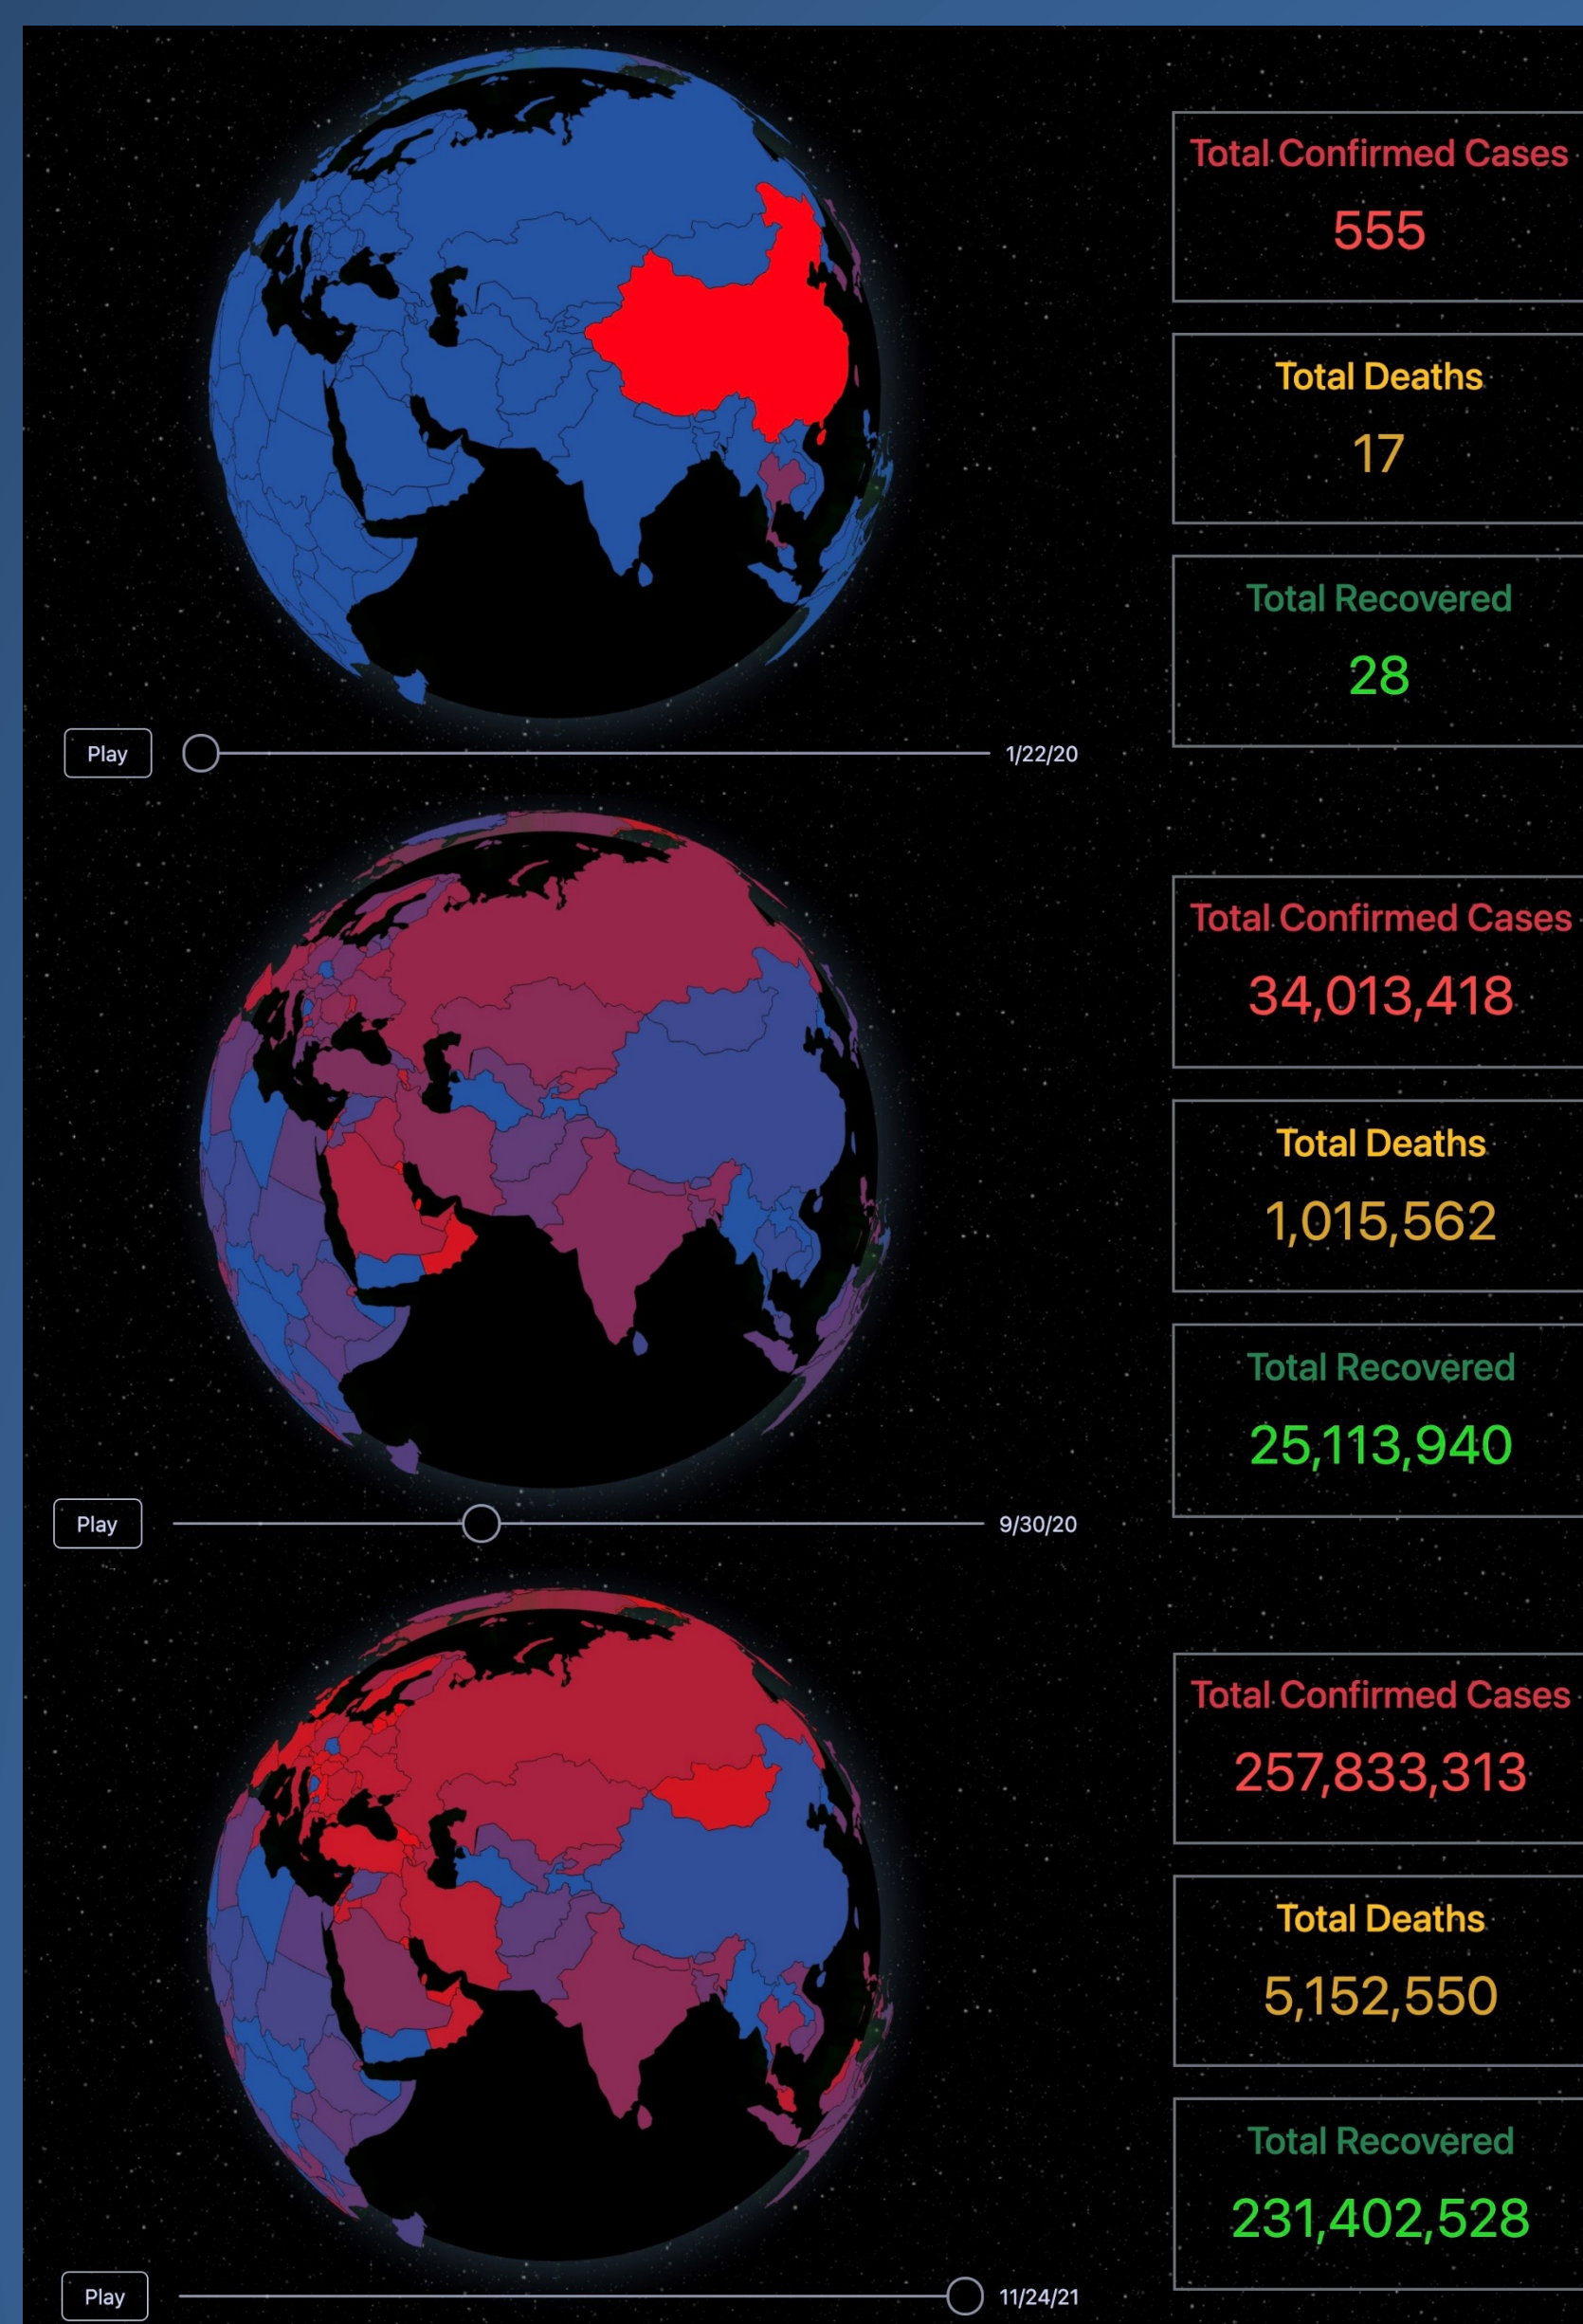 Total Confirmed Cases
555
Total Deaths
17
Total Recovered
28
Play
1/22/20
Total Confirmed Cases
34,013,418
Total Deaths
1,015,562
Total Recovered
25,113,940
Play
9/30/20
Total Confirmed Cases
257,833,313
Total Deaths
5,152,550
Total Recovered
231,402,528
Play
11/24/21